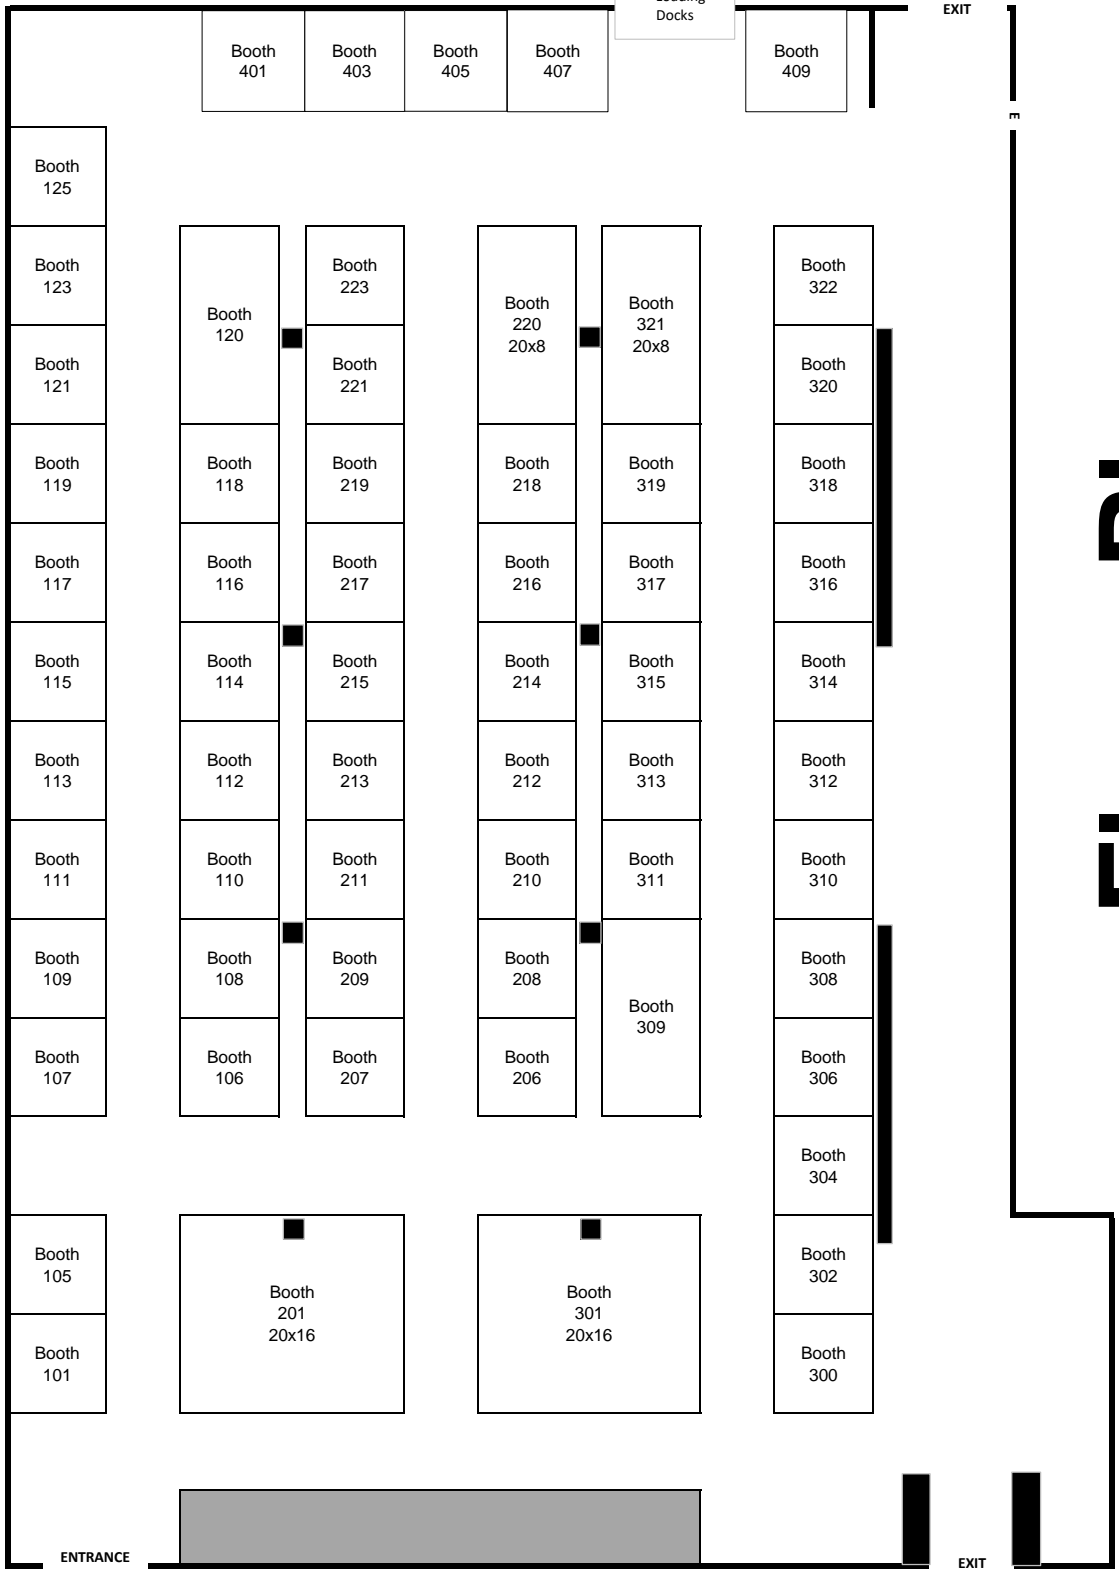 Docks
EXIT
Booth
401
Booth
403
Booth
405
Booth
407
Booth
409
E
Booth
125
Booth
123
Booth
121
Booth
119
Booth
117
Booth
115
Booth
113
Booth
111
Booth
109
Booth
107
Booth
105
Booth
101
Booth
120
Booth
118
Booth
116
Booth
114
Booth
112
Booth
110
Booth
108
Booth
106
Booth
223
Booth
221
Booth
219
Booth
217
Booth
215
Booth
213
Booth
211
Booth
209
Booth
207
Booth
201
20x16
Booth
220
20x8
Booth
218
Booth
216
Booth
214
Booth
212
Booth
210
Booth
208
Booth
206
Booth
321
20x8
Booth
319
Booth
317
Booth
315
Booth
313
Booth
311
Booth
309
Booth
301
20x16
Booth
322
Booth
320
Booth
318
Booth
316
Booth
314
Booth
312
Booth
310
Booth
308
Booth
306
Booth
304
Booth
302
Booth
300
ENTRANCE
EXIT